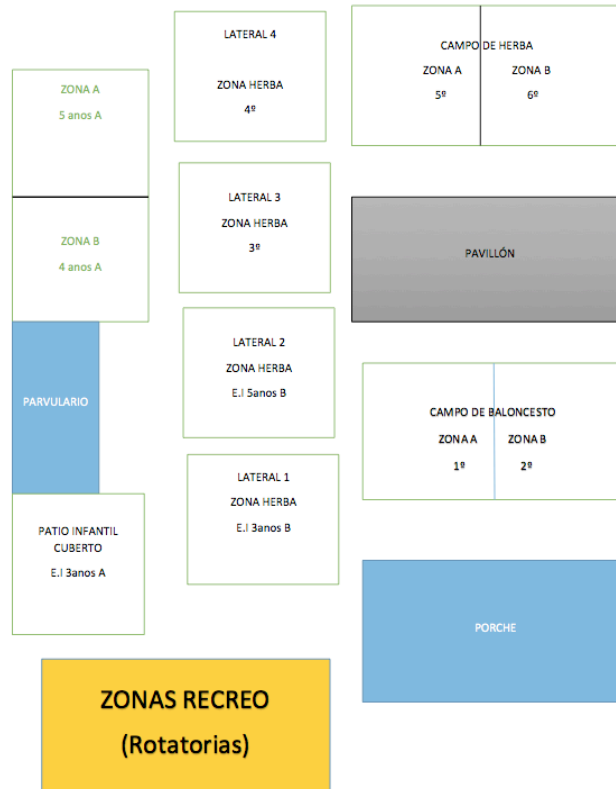 LATERAL 4
ZONA HERBA
4º
CAMPO DE HERBA
ZONA A
5º
ZONA B
6º
ZONA A
5 anos A
ZONA B
4 anos A
LATERAL 3
ZONA HERBA
3º
PAVILLÓN
LATERAL 2
ZONA HERBA
E.I 5anos B
PARVULARIO
CAMPO DE BALONCESTO
ZONA A
1º
ZONA B
2º
LATERAL 1
ZONA HERBA
E.I 3anos B
PATIO INFANTIL
CUBERTO
E.I 3anos A
PORCHE
ZONAS RECREO
(Rotatorias)